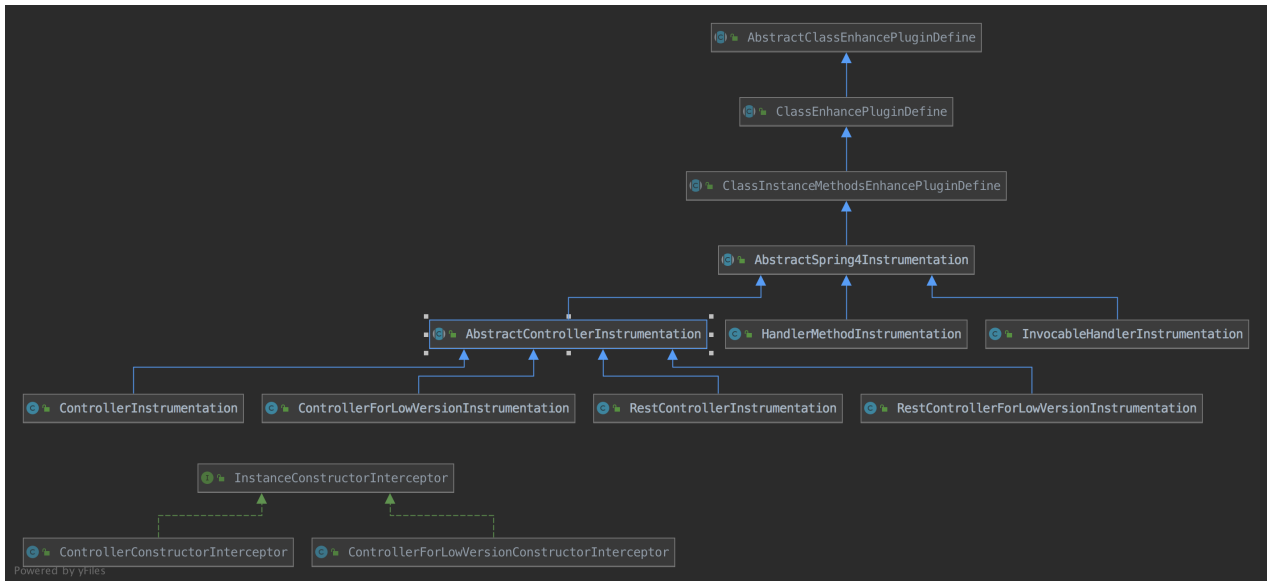 AbstractClassEnhancePluginDefine
ClassEnhancePluginDefine
ClassInstanceMethodsEnhancePluginDefine
AbstractSpring4Instrumentation
AbstractControllerInstrumentation HandlerMethodInstrumentation InvocableHandlerInstrumentation
ControllerInstrumentation ControllerForLowVersionInstrumentation RestControllerInstrumentation RestControllerForLowVersionInstrumentation
InstanceConstructorInterceptor
ControllerConstructorInterceptor ControllerForLowVersionConstructorInterceptor
Powered by yFiles